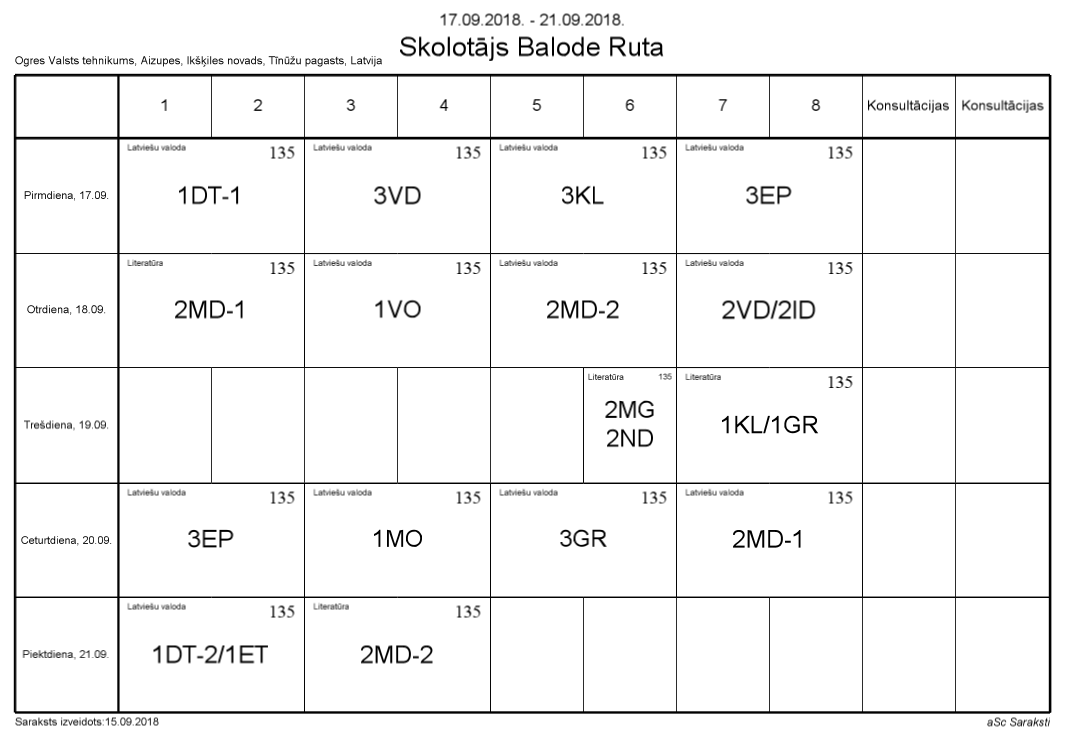 17.09.2018. - 21.09.2018.
Skolotājs Balode Ruta
Ogres Valsts tehnikums, Aizupes, Ikšķiles novads, Tīnūžu pagasts, Latvija
1 2 3 4 5 6 7 8 Konsultācijas Konsultācijas
Latviešu valoda 135 Latviešu valoda 135 Latviešu valoda 135 Latviešu valoda 135
Pirmdiena, 17.09. 1DT-1 3VD 3KL 3EP
Literatūra 135 Latviešu valoda 135 Latviešu valoda 135 Latviešu valoda 135
Otrdiena, 18.09. 2MD-1 1VO 2MD-2 2VD/2ID
Literatūra 135 Literatūra 135
Trešdiena, 19.09. 2MG 1KL/1GR
2ND
Latviešu valoda 135 Latviešu valoda 135 Latviešu valoda 135 Latviešu valoda 135
Ceturtdiena, 20.09. 3EP 1MO 3GR 2MD-1
Latviešu valoda 135 Literatūra 135
Piektdiena, 21.09. 1DT-2/1ET 2MD-2
Saraksts izveidots:15.09.2018 aSc Saraksti